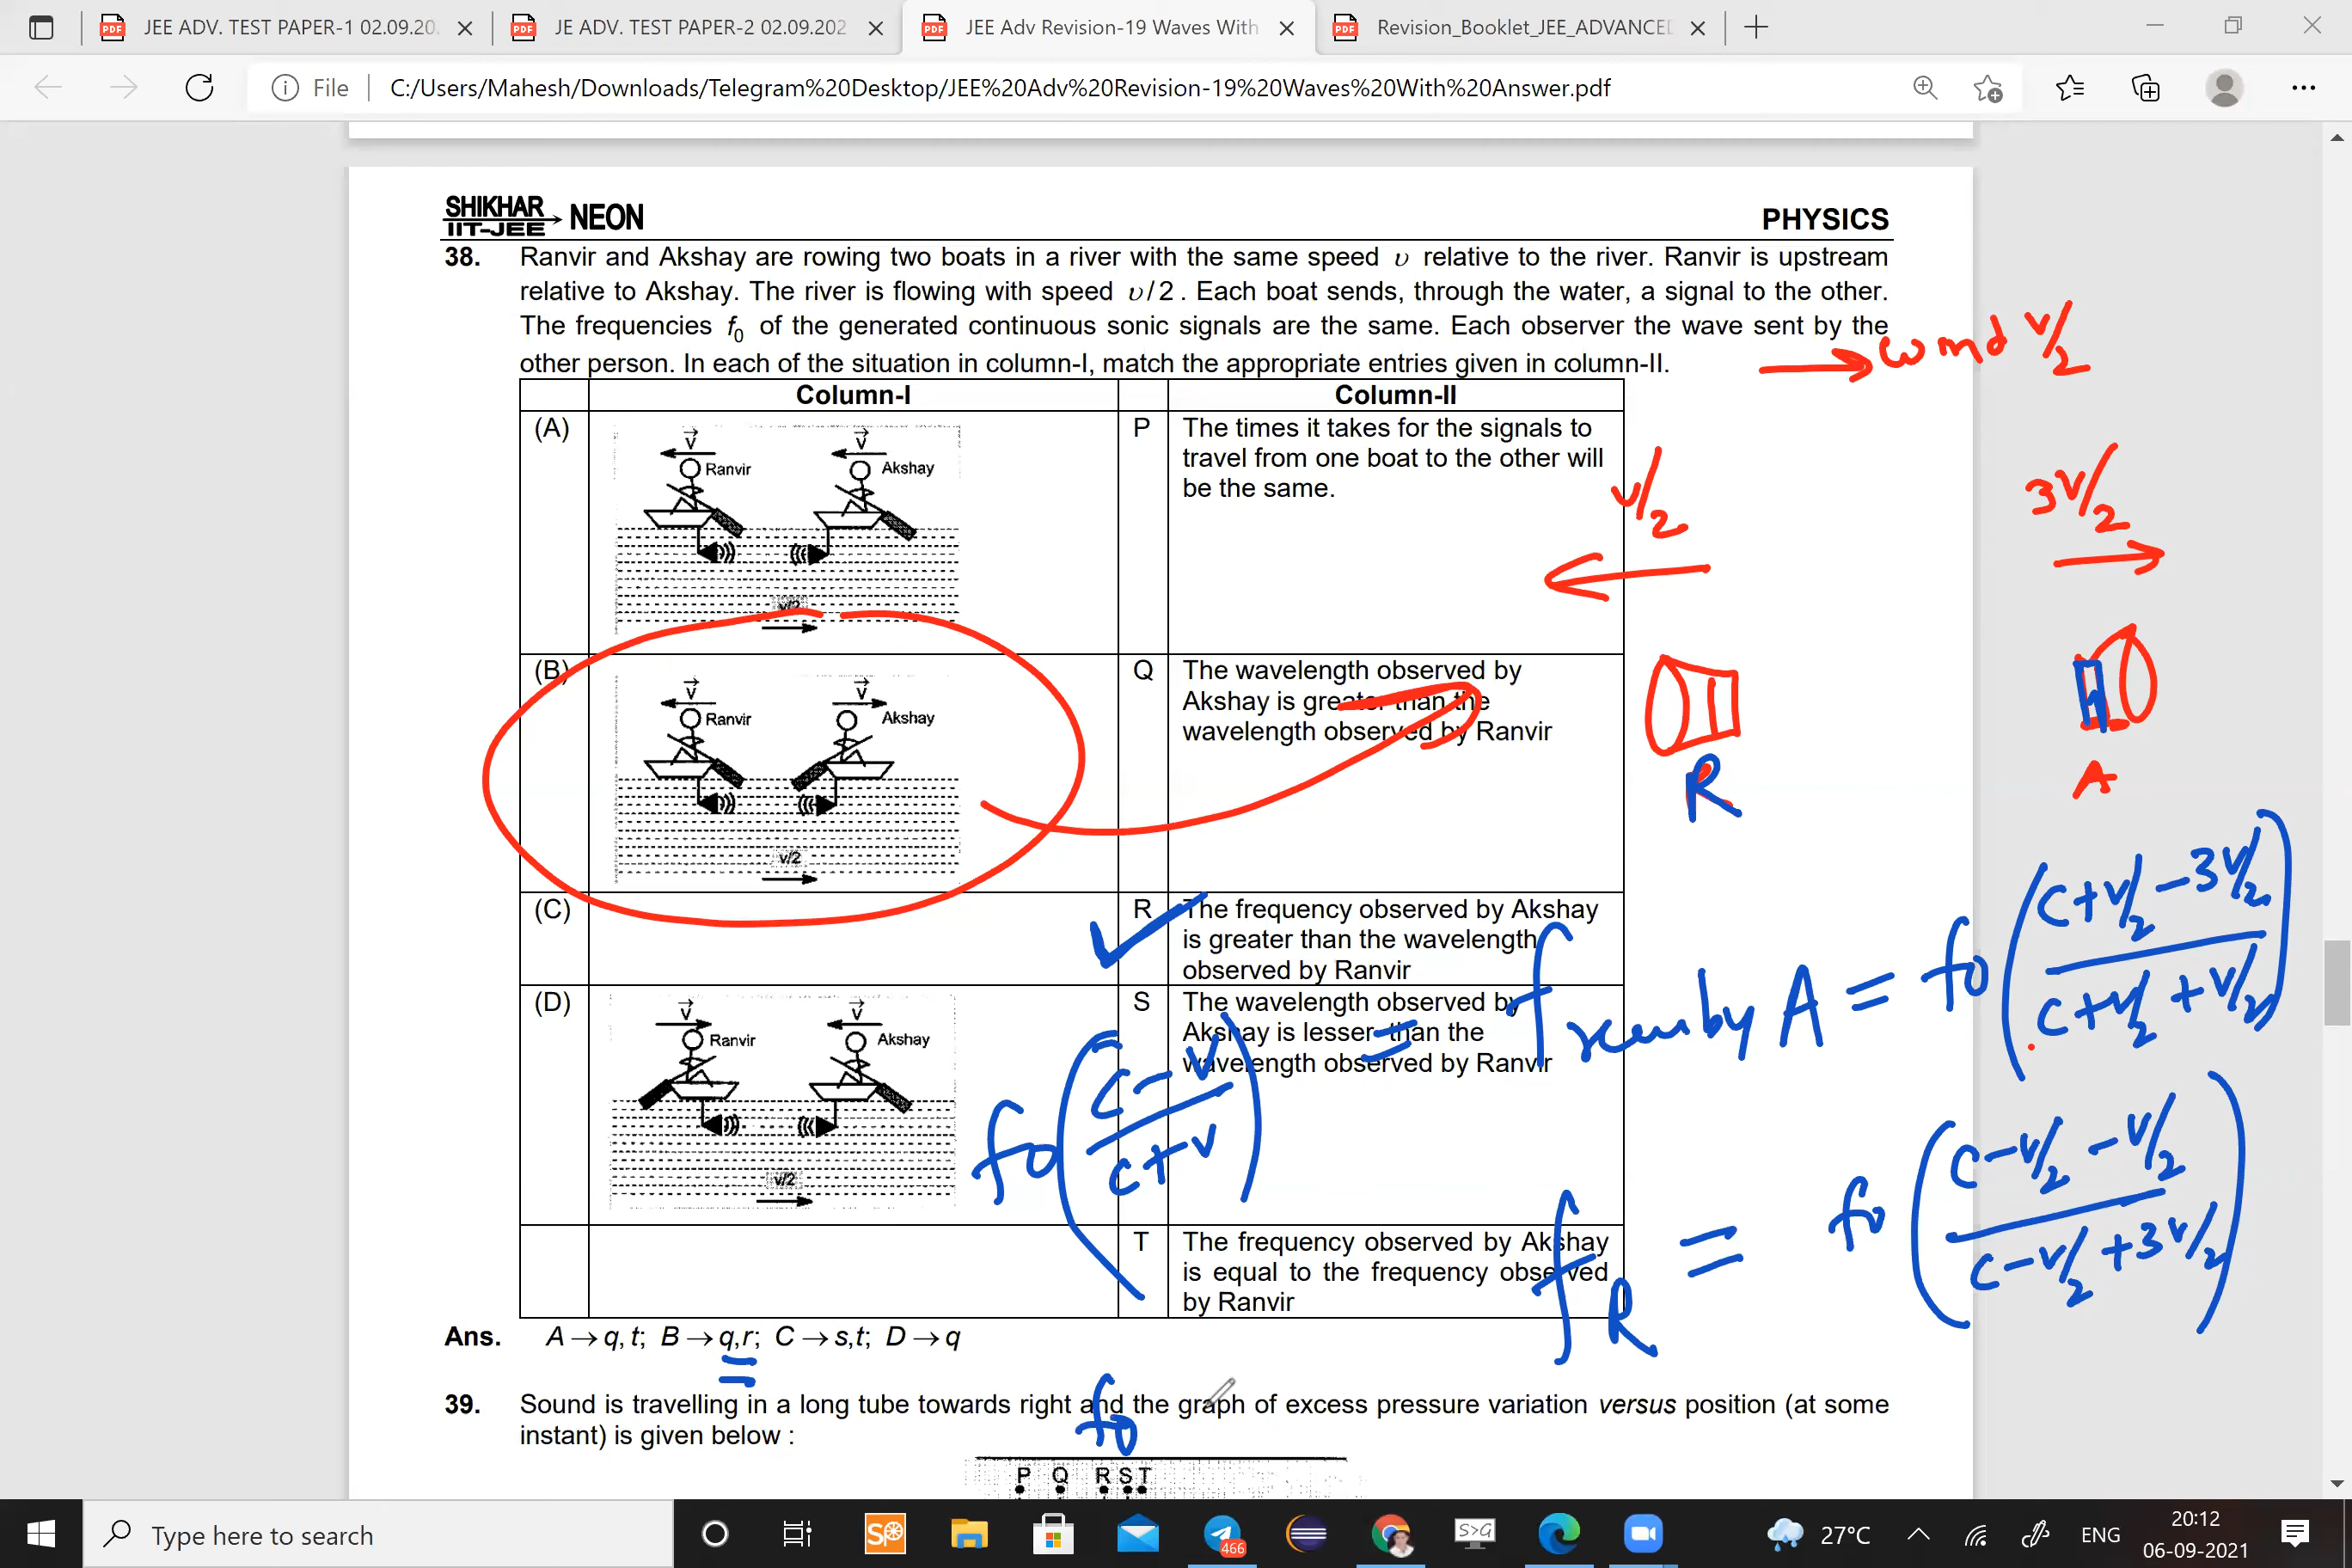 JEE ADV. TEST PAPER-1 02.09.20
JE ADV. TEST PAPER-2 02.09.202
JEE Adv Revision-19 Waves With
Revision_Booklet_JEE_ADVANCED
File
C:/Users/Mahesh/Downloads/Telegram%20Desktop/JEE%20Adv%20Revision-19%20Waves%20With%20Answer.pdf
SHIKHAR
IIT-JEE
NEON
PHYSICS
38. Ranvir and Akshay are rowing two boats in a river with the same speed υ relative to the river. Ranvir is upstream
relative to Akshay. The river is flowing with speed υ/2. Each boat sends, through the water, a signal to the other.
The frequencies f0 of the generated continuous sonic signals are the same. Each observer the wave sent by the
other person. In each of the situation in column-I, match the appropriate entries given in column-II.
wind v/2
Column-I Column-II
(A)
v v
Ranvir Akshay
v/2
P The times it takes for the signals to
travel from one boat to the other will
be the same.
v/2
3v/2
(B)
v v
Ranvir Akshay
v/2
Q The wavelength observed by
Akshay is greater than the
wavelength observed by Ranvir
R
A
(C)
R The frequency observed by Akshay
is greater than the wavelength
observed by Ranvir
(D)
v v
Ranvir Akshay
v/2
S The wavelength observed by
Akshay is lesser than the
wavelength observed by Ranvir
T The frequency observed by Akshay
is equal to the frequency observed
by Ranvir
f by A = f0 (c+v/2 - 3v/2 / c+v/2 + v/2)
f0 (c-v / c+v) =
fR = f0 (c-v/2 - v/2 / c-v/2 + 3v/2)
Ans. A → q, t; B → q,r; C → s,t; D → q
f0
39. Sound is travelling in a long tube towards right and the graph of excess pressure variation versus position (at some
instant) is given below :
P Q R S T
Type here to search
SP
466
S>G
27°C
ENG
20:12
06-09-2021